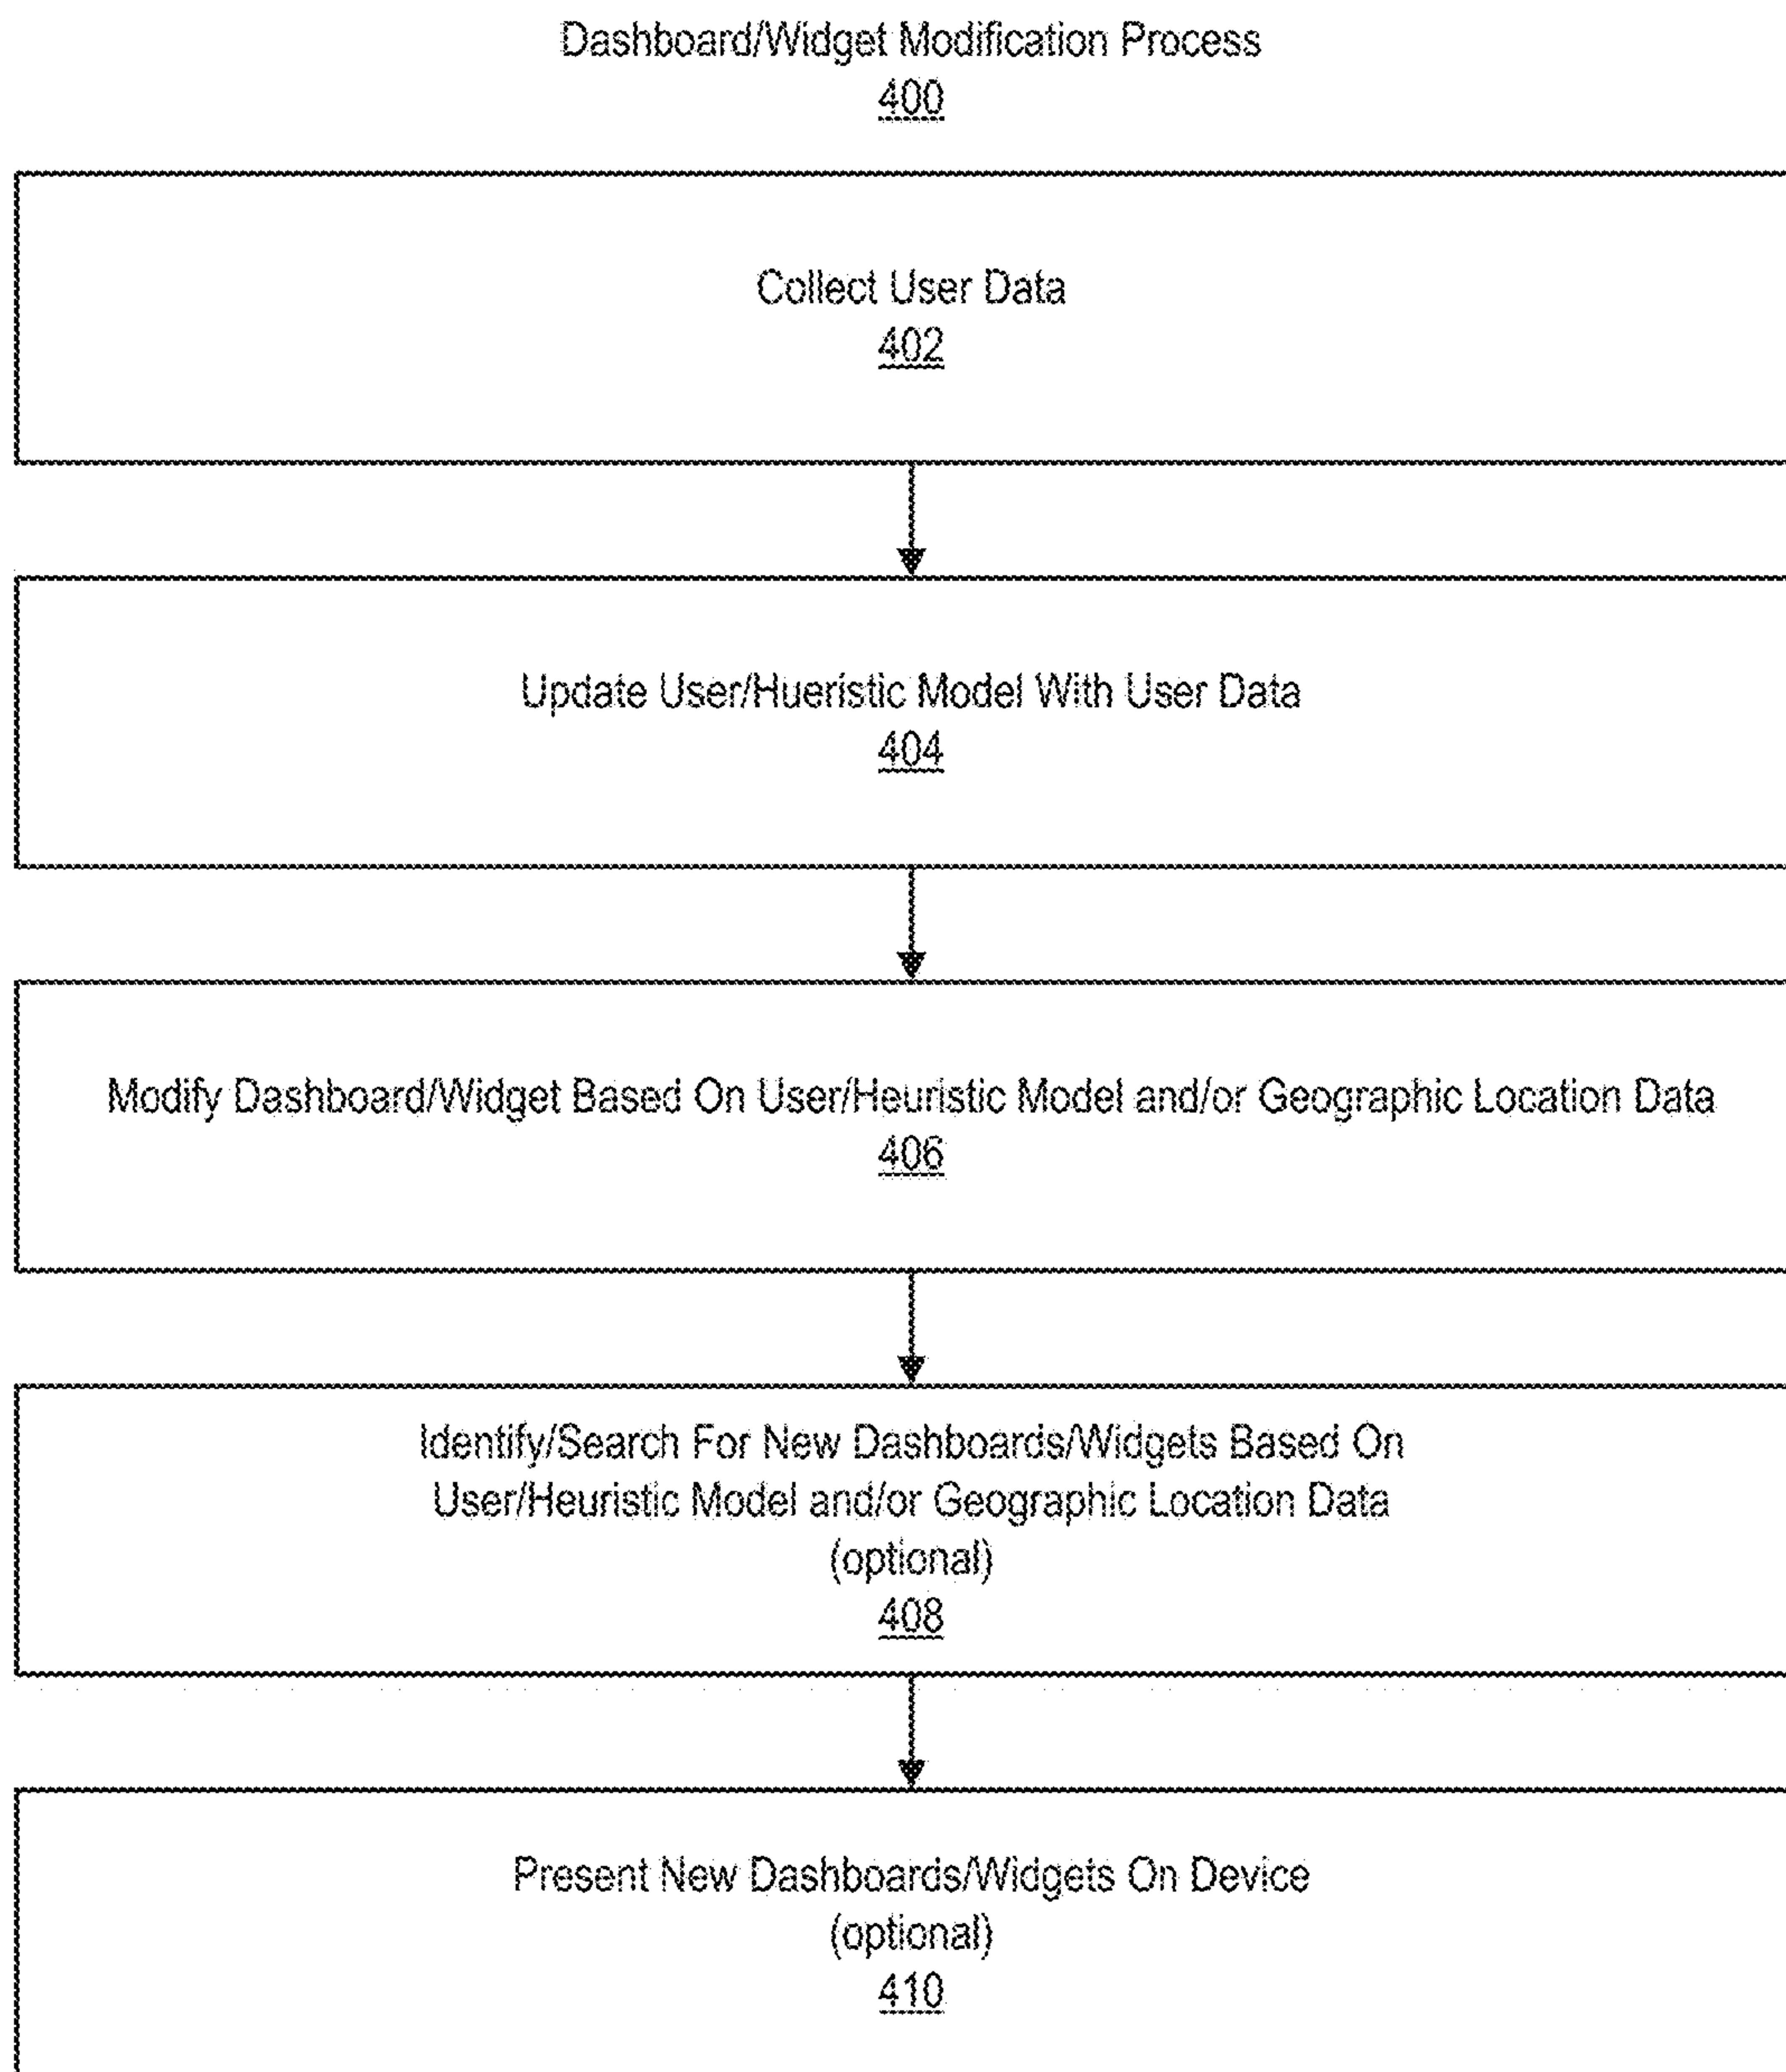 Dashboard/Widget Modification Process
400
Collect User Data
402
Update User/Hueristic Model With User Data
404
Modify Dashboard/Widget Based On User/Heuristic Model and/or Geographic Location Data
406
Identify/Search For New Dashboards/Widgets Based On
User/Heuristic Model and/or Geographic Location Data
(optional)
408
Present New Dashboards/Widgets On Device
(optional)
410